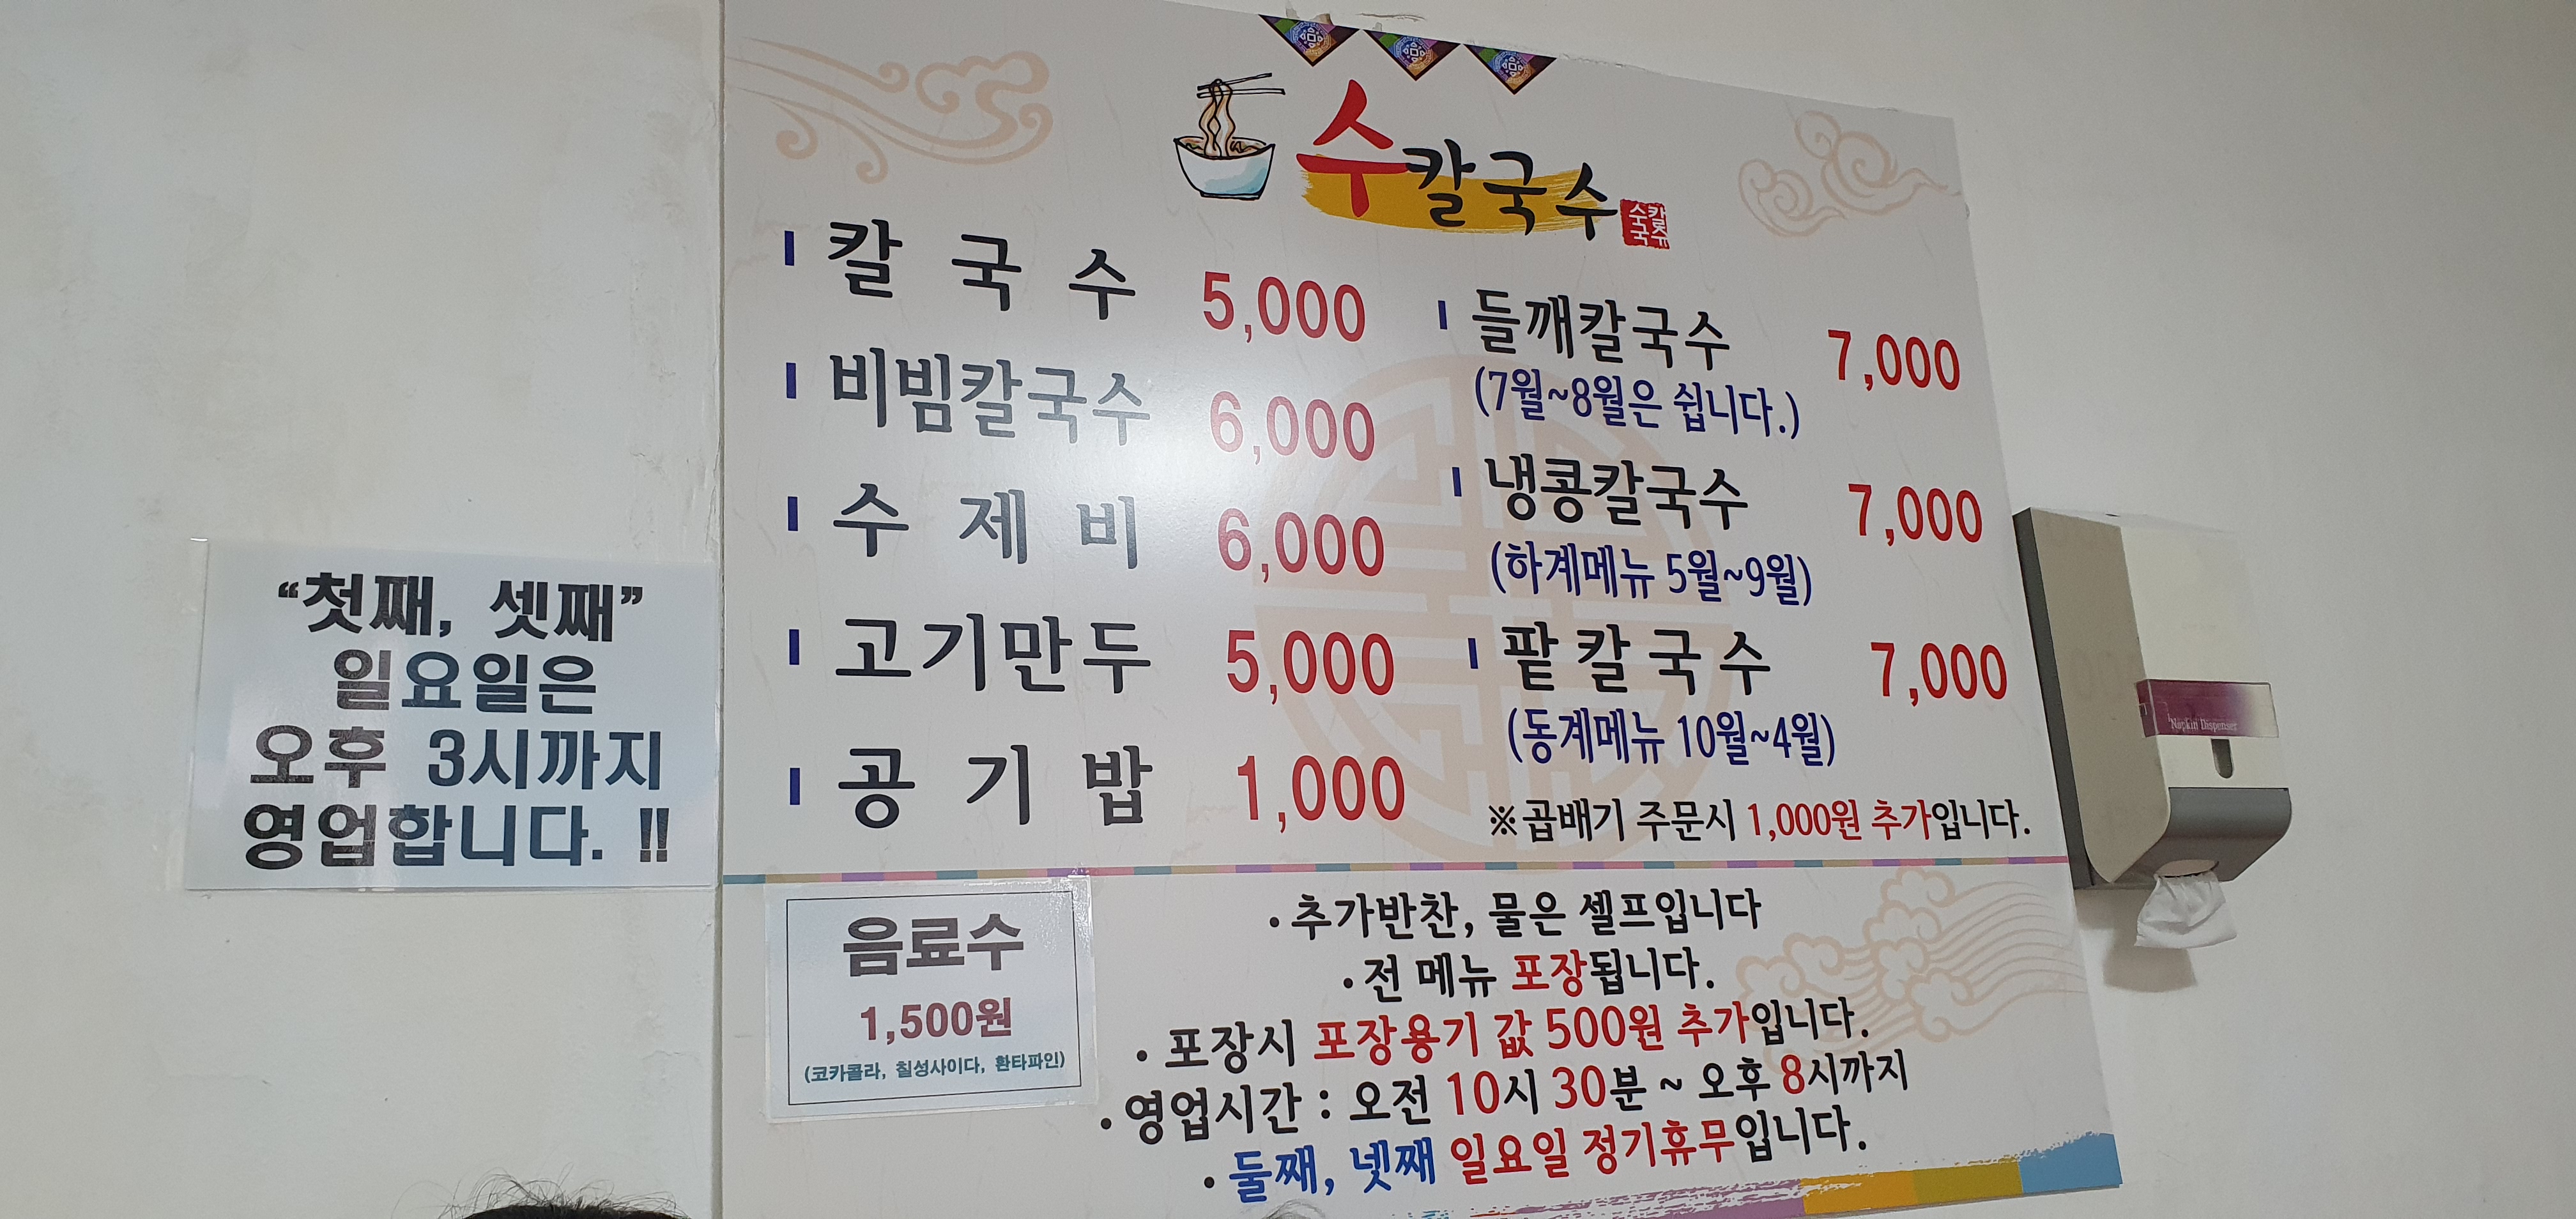 수칼국수
칼국수 5,000
비빔칼국수 6,000
수제비 6,000
고기만두 5,000
공기밥 1,000
들깨칼국수 7,000
(7월~8월은 쉽니다.)
냉콩칼국수 7,000
(하계메뉴 5월~9월)
팥칼국수 7,000
(동계메뉴 10월~4월)
※곱배기 주문시 1,000원 추가입니다.
"첫째, 셋째"
일요일은
오후 3시까지
영업합니다. !!
음료수
1,500원
(코카콜라, 칠성사이다, 환타파인)
·추가반찬, 물은 셀프입니다
·전 메뉴 포장됩니다.
·포장시 포장용기 값 500원 추가입니다.
·영업시간 : 오전 10시 30분 ~ 오후 8시까지
·둘째, 넷째 일요일 정기휴무입니다.
Napkin Dispenser